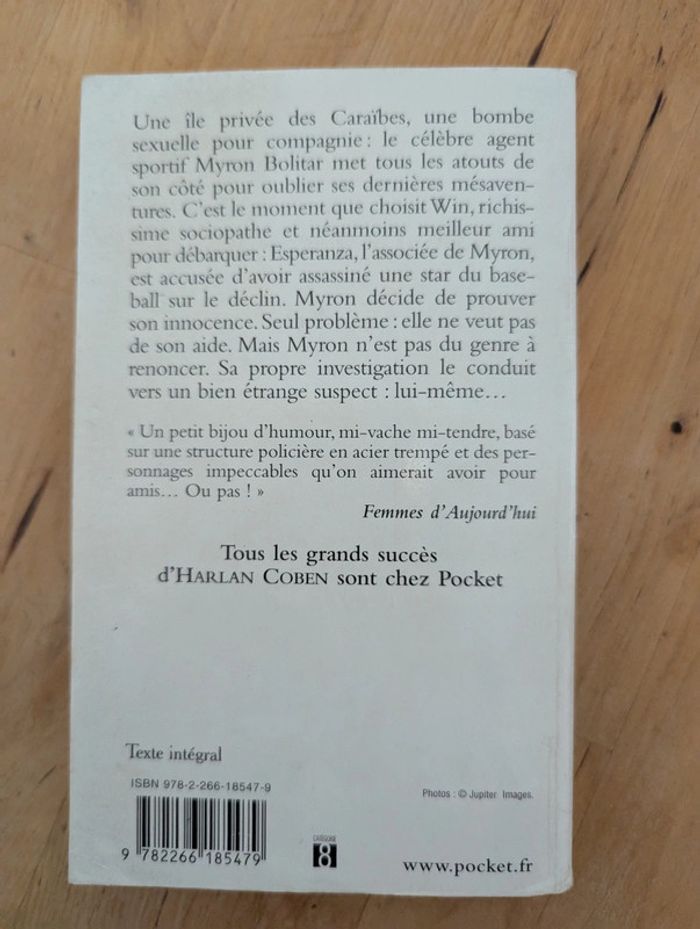 Une île privée des Caraïbes, une bombe
sexuelle pour compagnie : le célèbre agent
sportif Myron Bolitar met tous les atouts de
son côté pour oublier ses dernières mésaven-
tures. C'est le moment que choisit Win, richis-
sime sociopathe et néanmoins meilleur ami
pour débarquer : Esperanza, l'associée de Myron,
est accusée d'avoir assassiné une star du base-
ball sur le déclin. Myron décide de prouver
son innocence. Seul problème : elle ne veut pas
de son aide. Mais Myron n'est pas du genre à
renoncer. Sa propre investigation le conduit
vers un bien étrange suspect : lui-même…
« Un petit bijou d'humour, mi-vache mi-tendre, basé
sur une structure policière en acier trempé et des per-
sonnages impeccables qu'on aimerait avoir pour
amis… Ou pas ! »
Femmes d'Aujourd'hui
Tous les grands succès
d'HARLAN COBEN sont chez Pocket
Texte intégral
ISBN 978-2-266-18547-9
Photos : © Jupiter Images.
9 782266 185479
CATÉGORIE
8
www.pocket.fr